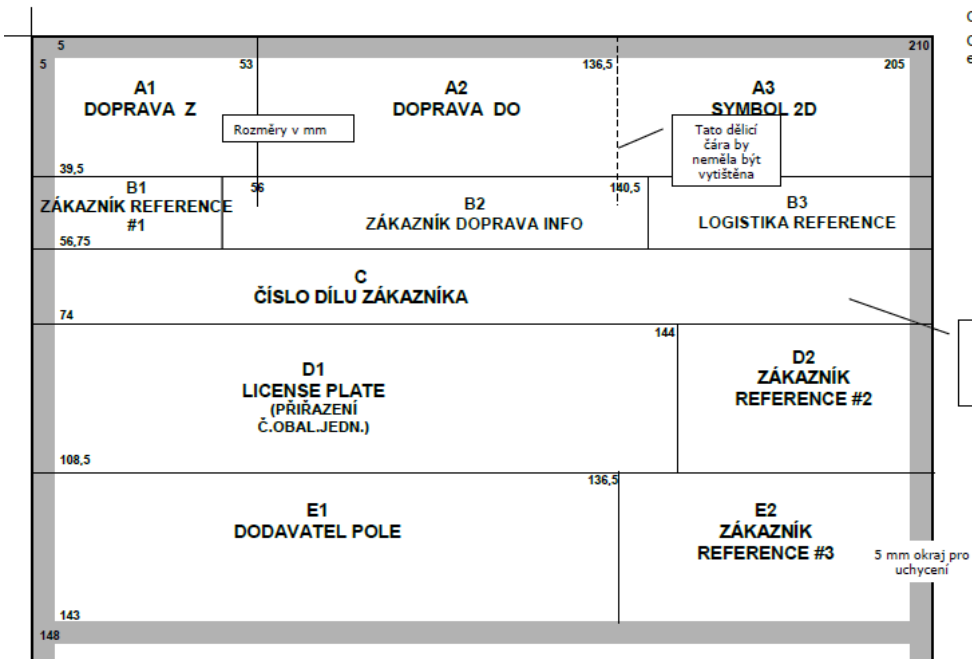 5
210
5
53
136,5
205
A1
DOPRAVA Z
A2
DOPRAVA DO
A3
SYMBOL 2D
Rozměry v mm
Tato dělicí
čára by
neměla být
vytištěna
39,5
B1
ZÁKAZNÍK REFERENCE
#1
56
B2
ZÁKAZNÍK DOPRAVA INFO
140,5
B3
LOGISTIKA REFERENCE
56,75
C
ČÍSLO DÍLU ZÁKAZNÍKA
74
144
D1
LICENSE PLATE
(PŘIŘAZENÍ
Č.OBAL.JEDN.)
D2
ZÁKAZNÍK
REFERENCE #2
108,5
136,5
E1
DODAVATEL POLE
E2
ZÁKAZNÍK
REFERENCE #3
5 mm okraj pro
uchycení
143
148